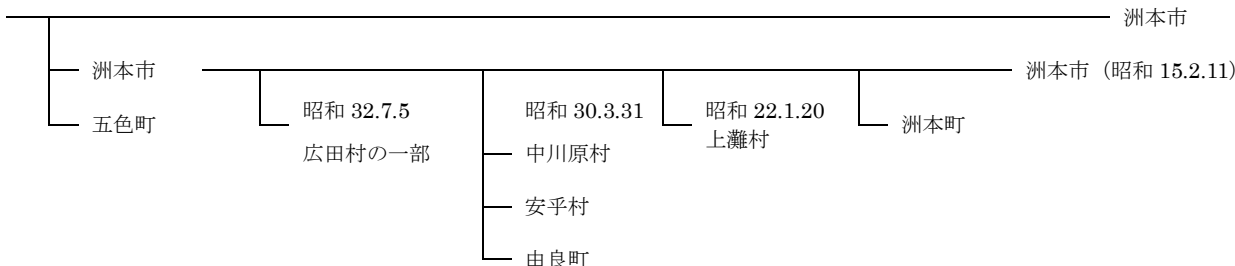 洲本市
洲本市
洲本市（昭和 15.2.11）
五色町
昭和 32.7.5
広田村の一部
昭和 30.3.31
中川原村
安乎村
由良町
昭和 22.1.20
上灘村
洲本町